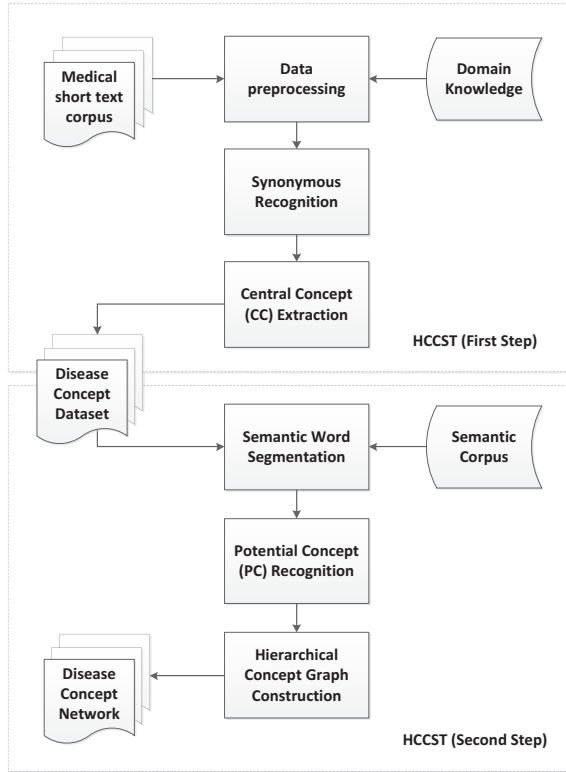 Medical
short text
corpus
Data
preprocessing
Domain
Knowledge
Synonymous
Recognition
Central Concept
(CC) Extraction
HCCST (First Step)
Disease
Concept
Dataset
Semantic Word
Segmentation
Semantic
Corpus
Potential Concept
(PC) Recognition
Hierarchical
Concept Graph
Construction
Disease
Concept
Network
HCCST (Second Step)